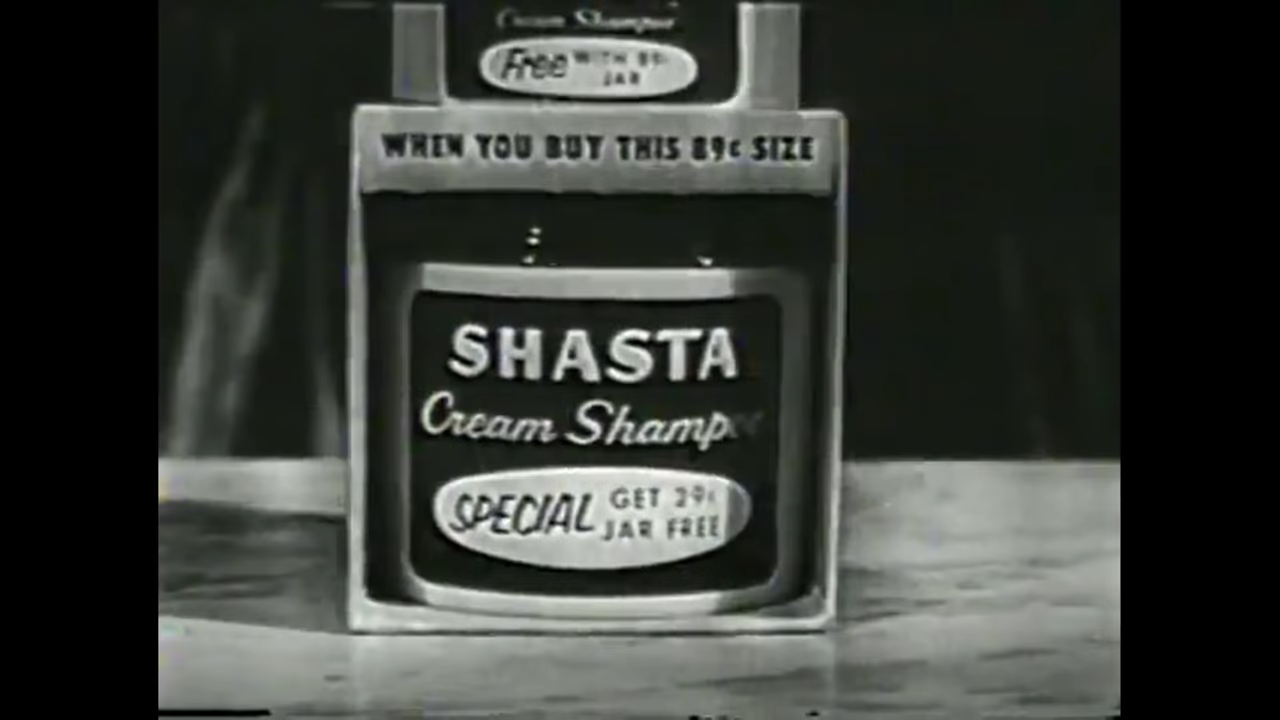 Cream Shampoo
Free WITH 89¢
JAR
WHEN YOU BUY THIS 89¢ SIZE
SHASTA
Cream Shampoo
SPECIAL GET 29¢
JAR FREE